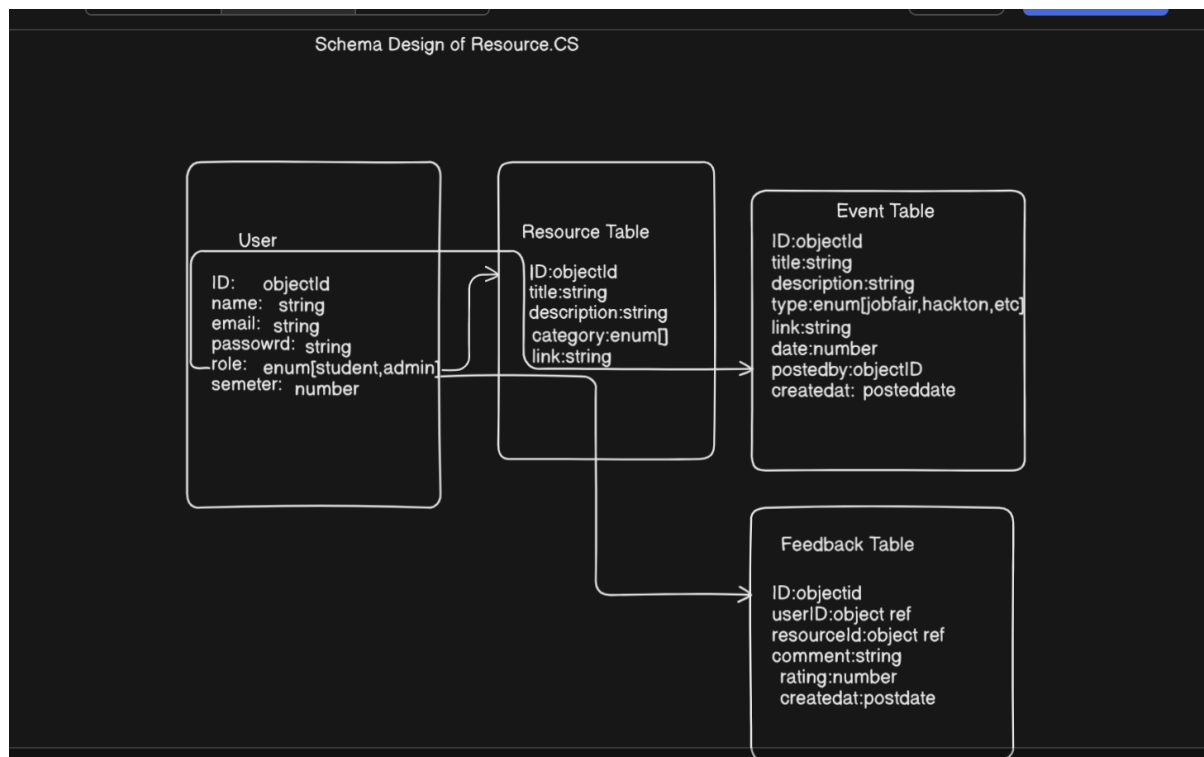 Schema Design of Resource.CS
User
ID: objectId
name: string
email: string
passowrd: string
role: enum[student,admin]
semeter: number
Resource Table
ID:objectId
title:string
description:string
category:enum[]
link:string
Event Table
ID:objectId
title:string
description:string
type:enum[jobfair,hackton,etc]
link:string
date:number
postedby:objectID
createdat: posteddate
Feedback Table
ID:objectid
userID:object ref
resourceId:object ref
comment:string
rating:number
createdat:postdate